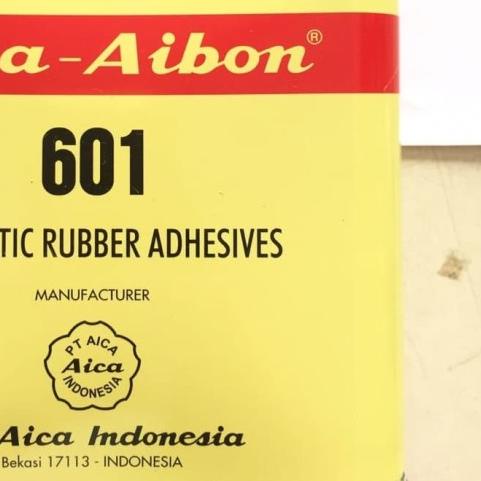 a-Aibon®
601
TIC RUBBER ADHESIVES
MANUFACTURER
PT AICA
Aica
INDONESIA
Aica Indonesia
Bekasi 17113 - INDONESIA